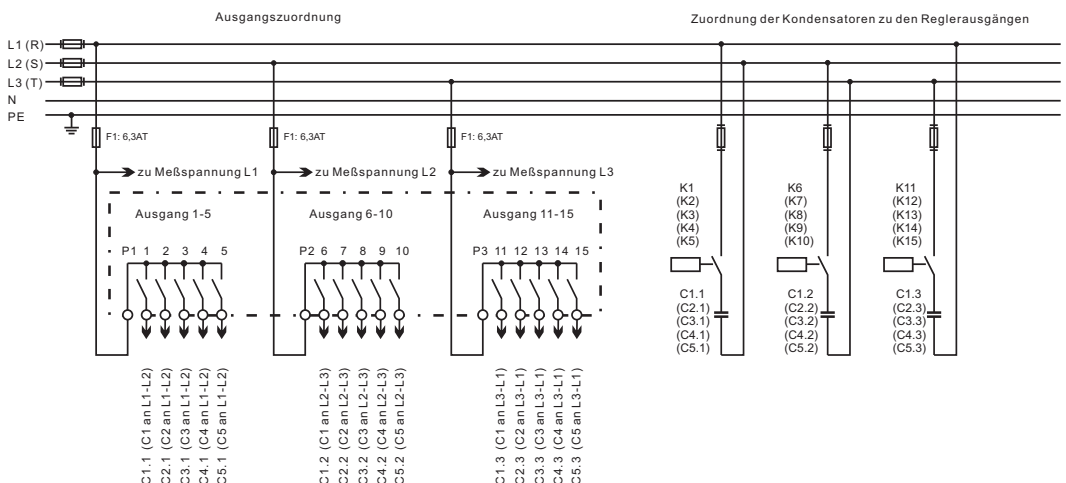 Ausgangszuordnung
Zuordnung der Kondensatoren zu den Reglerausgängen
L1 (R)
L2 (S)
L3 (T)
N
PE
F1: 6,3AT
F1: 6,3AT
F1: 6,3AT
zu Meßspannung L1
zu Meßspannung L2
zu Meßspannung L3
Ausgang 1-5
Ausgang 6-10
Ausgang 11-15
P1 1 2 3 4 5
P2 6 7 8 9 10
P3 11 12 13 14 15
C1.1 (C1 an L1-L2)
C2.1 (C2 an L1-L2)
C3.1 (C3 an L1-L2)
C4.1 (C4 an L1-L2)
C5.1 (C5 an L1-L2)
C1.2 (C1 an L2-L3)
C2.2 (C2 an L2-L3)
C3.2 (C3 an L2-L3)
C4.2 (C4 an L2-L3)
C5.2 (C5 an L2-L3)
C1.3 (C1 an L3-L1)
C2.3 (C2 an L3-L1)
C3.3 (C3 an L3-L1)
C4.3 (C4 an L3-L1)
C5.3 (C5 an L3-L1)
K1
(K2)
(K3)
(K4)
(K5)
C1.1
(C2.1)
(C3.1)
(C4.1)
(C5.1)
K6
(K7)
(K8)
(K9)
(K10)
C1.2
(C2.2)
(C3.2)
(C4.2)
(C5.2)
K11
(K12)
(K13)
(K14)
(K15)
C1.3
(C2.3)
(C3.3)
(C4.3)
(C5.3)